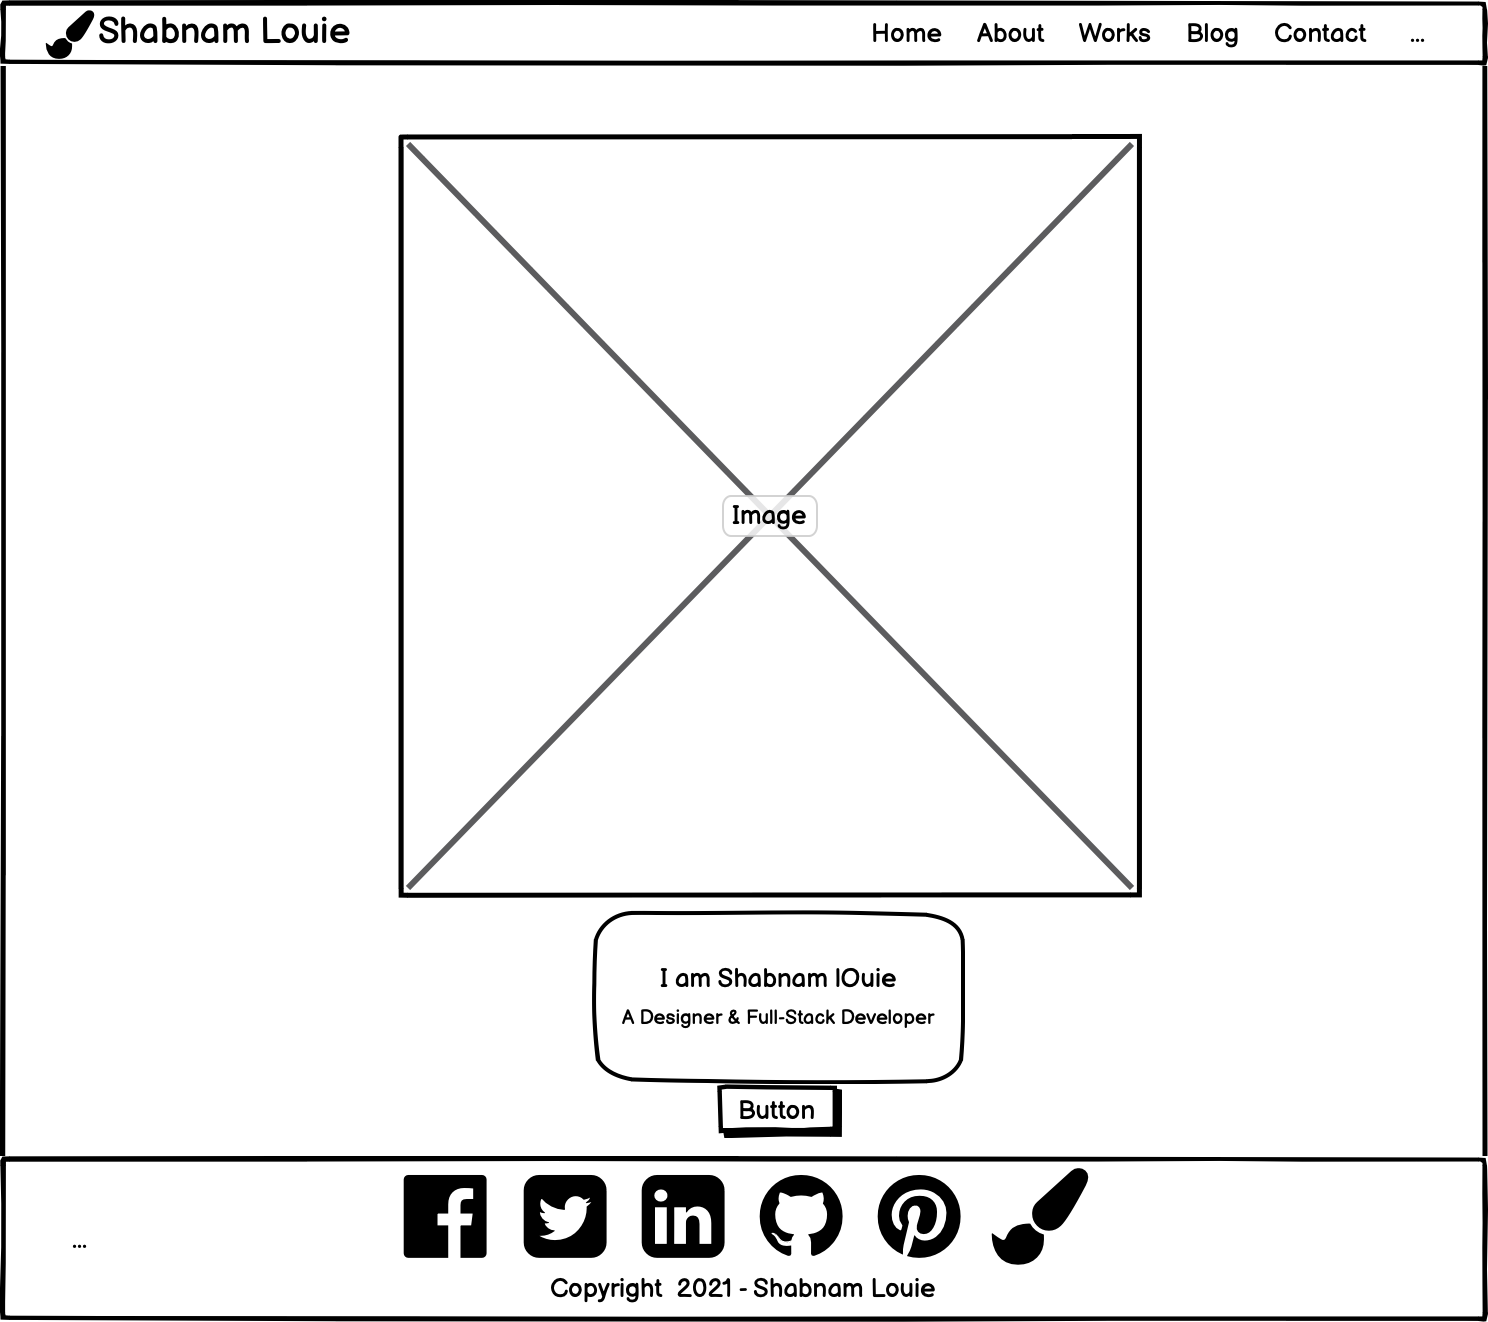 Shabnam Louie
Home About Works Blog Contact ...
Image
I am Shabnam lOuie
A Designer & Full-Stack Developer
Button
...
Copyright 2021 - Shabnam Louie